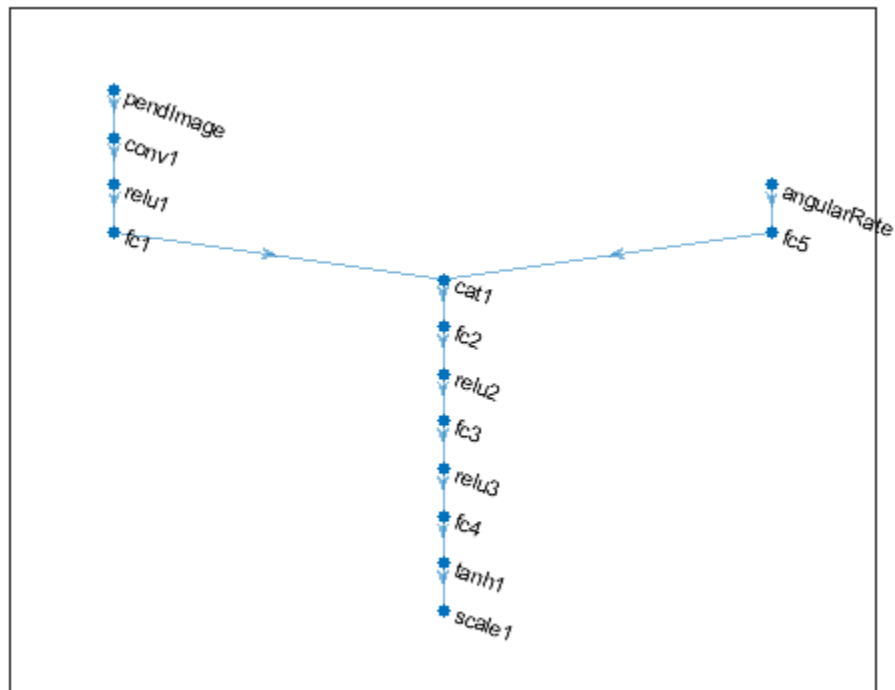 pendImage
conv1
relu1
fc1
angularRate
fc5
cat1
fc2
relu2
fc3
relu3
fc4
tanh1
scale1